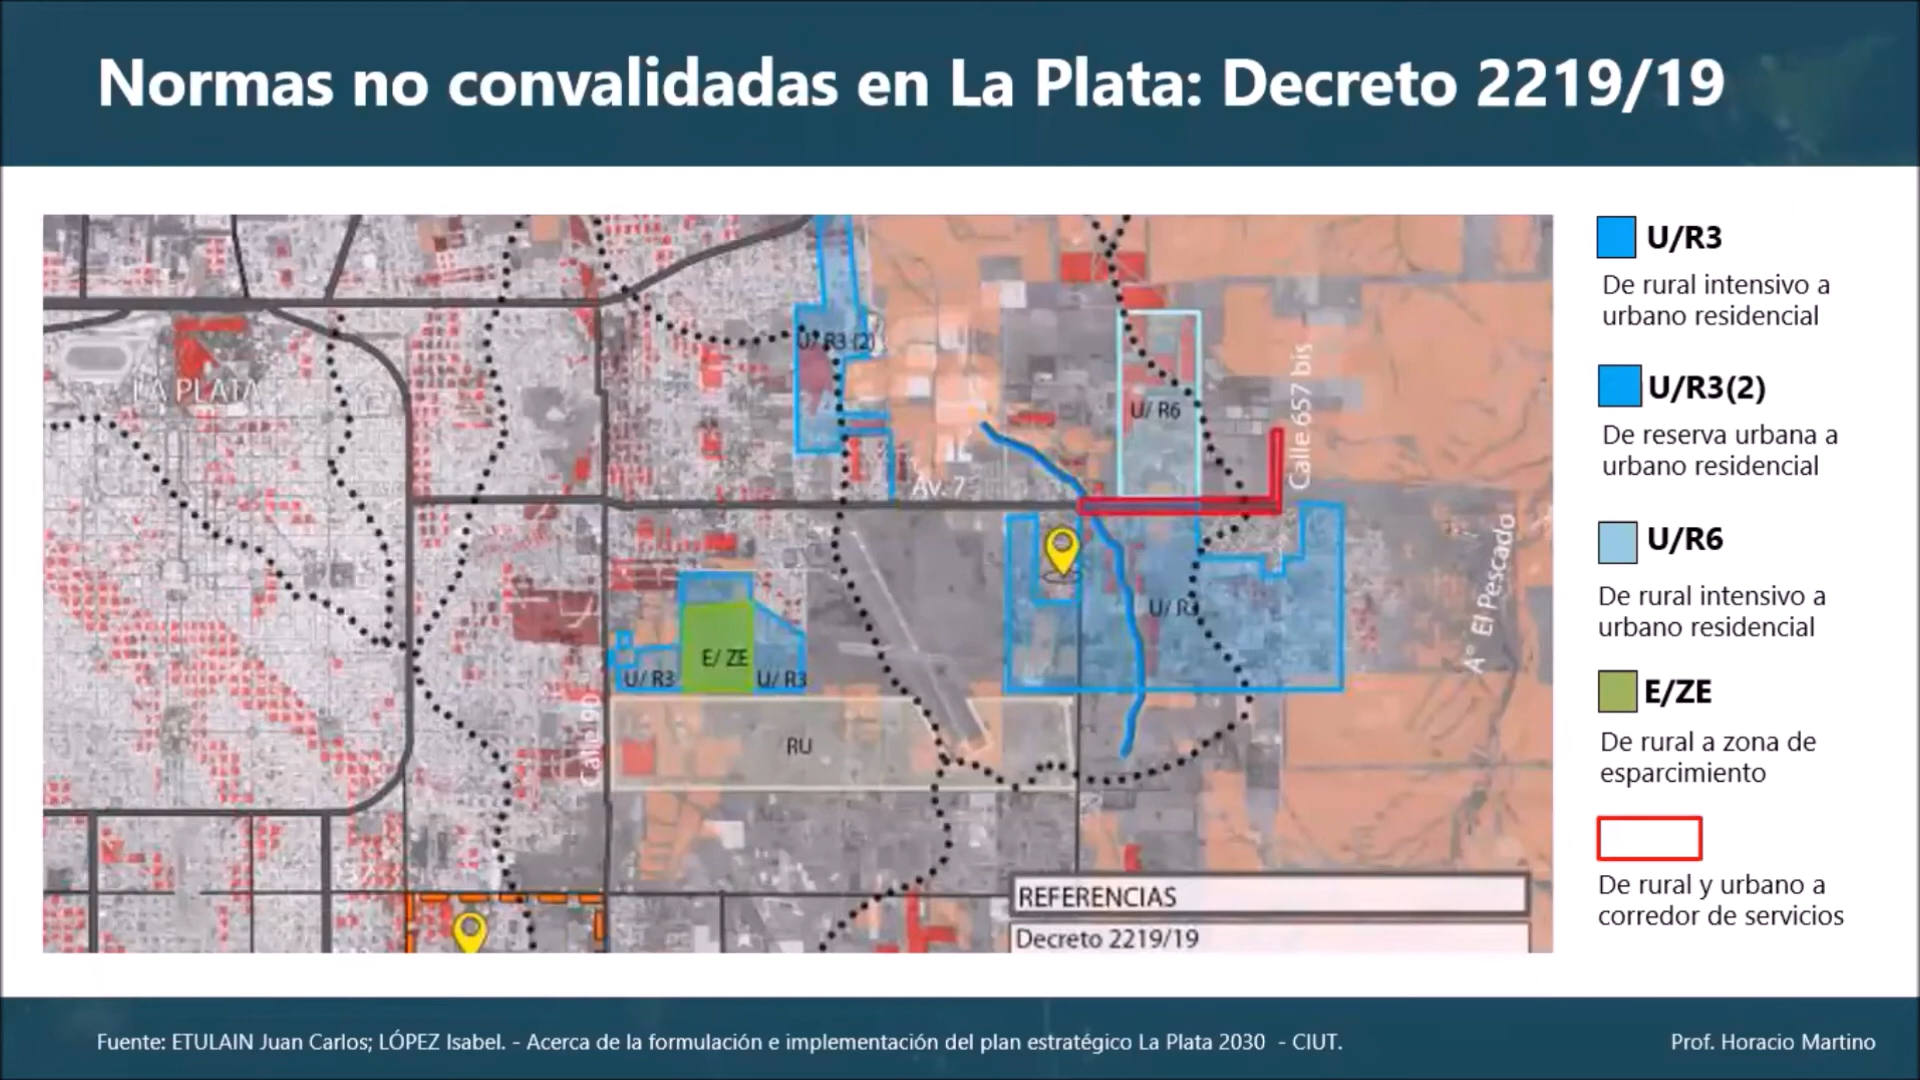 Normas no convalidadas en La Plata: Decreto 2219/19
LA PLATA
U/ R3 (2)
U/ R6
Calle 657 bis
Av. 7
A° El Pescado
U/ R3
E/ ZE
U/ R3
U/ R3
Calle 90
RU
REFERENCIAS
Decreto 2219/19
U/R3
De rural intensivo a
urbano residencial
U/R3(2)
De reserva urbana a
urbano residencial
U/R6
De rural intensivo a
urbano residencial
E/ZE
De rural a zona de
esparcimiento
De rural y urbano a
corredor de servicios
Fuente: ETULAIN Juan Carlos; LÓPEZ Isabel. - Acerca de la formulación e implementación del plan estratégico La Plata 2030 - CIUT.
Prof. Horacio Martino